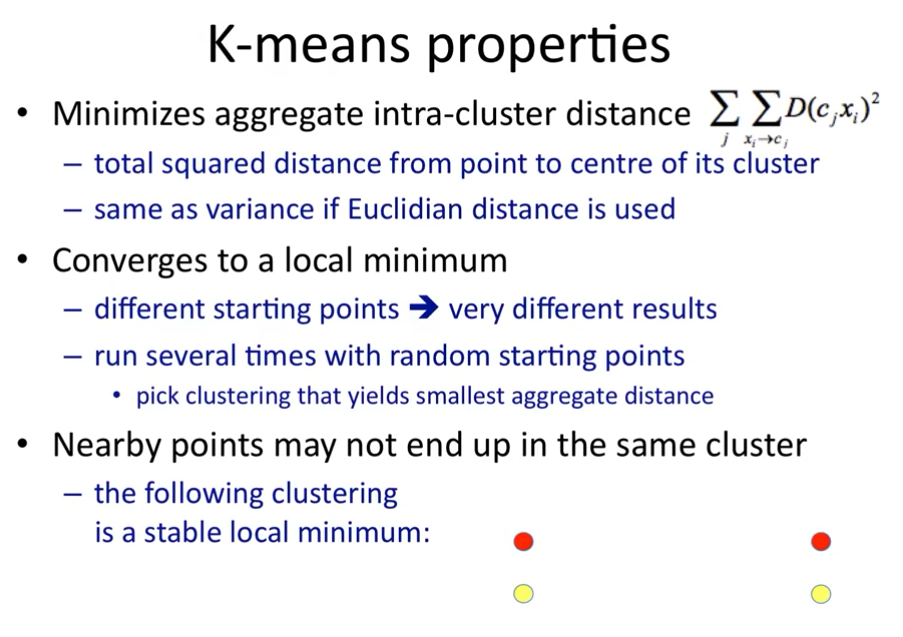 K-means properties
• Minimizes aggregate intra-cluster distance ∑_j ∑_{x_i→c_j} D(c_j x_i)²
– total squared distance from point to centre of its cluster
– same as variance if Euclidian distance is used
• Converges to a local minimum
– different starting points ➔ very different results
– run several times with random starting points
• pick clustering that yields smallest aggregate distance
• Nearby points may not end up in the same cluster
– the following clustering
is a stable local minimum: